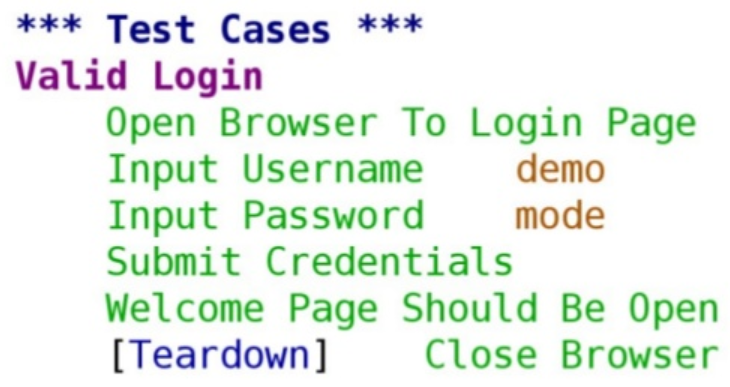 *** Test Cases ***
Valid Login
    Open Browser To Login Page
    Input Username    demo
    Input Password    mode
    Submit Credentials
    Welcome Page Should Be Open
    [Teardown]    Close Browser